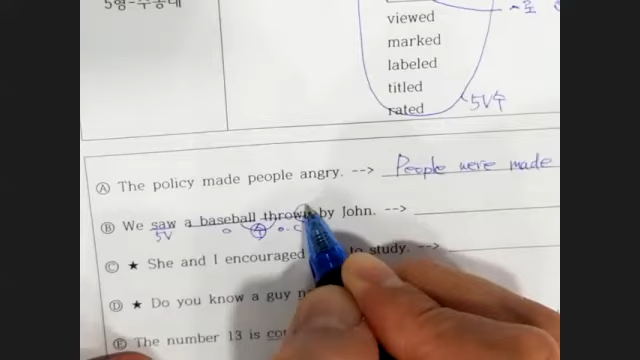 5형-수동태
viewed
marked
labeled
titled
rated
5V수
Ⓐ The policy made people angry. --> People were made
Ⓑ We saw a baseball thrown by John. -->
5V O 수 O.C
Ⓒ ★ She and I encouraged to study. -->
Ⓓ ★ Do you know a guy
Ⓔ The number 13 is